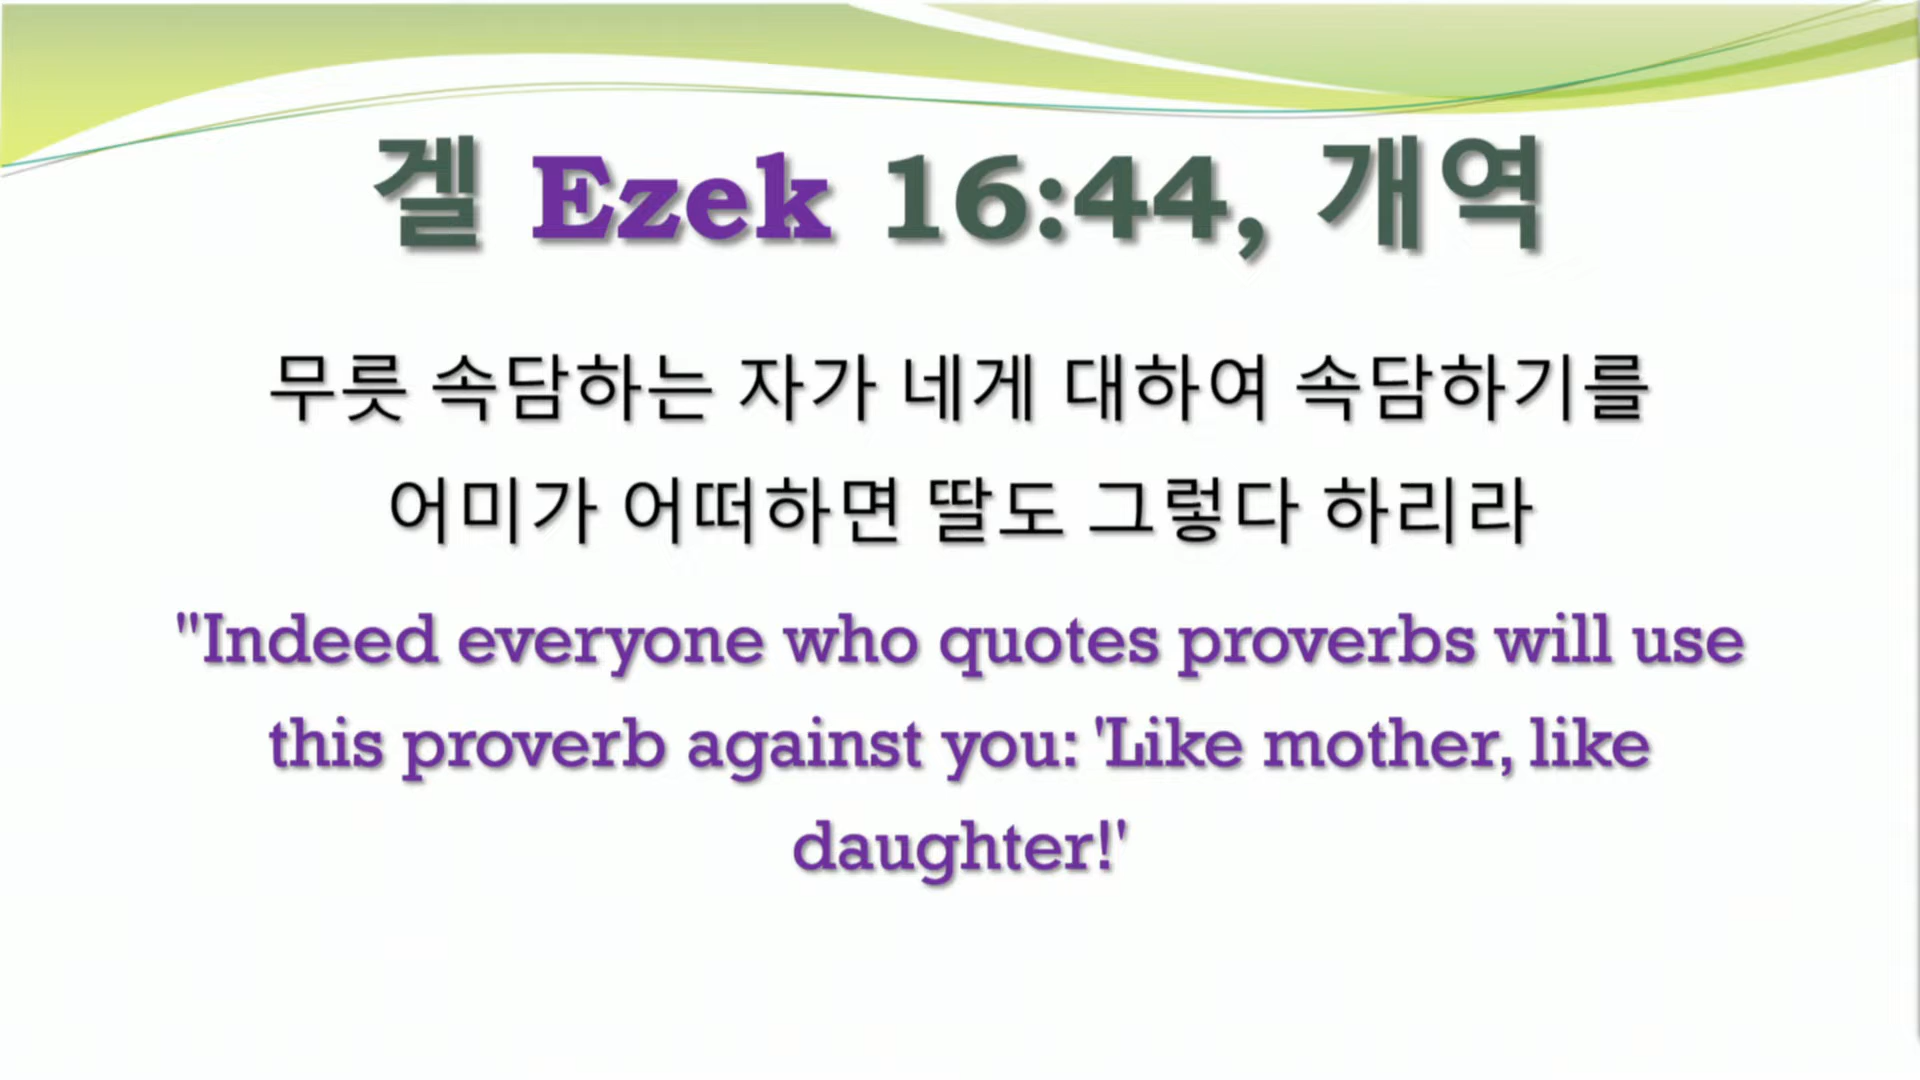 겔 Ezek 16:44, 개역
무릇 속담하는 자가 네게 대하여 속담하기를
어미가 어떠하면 딸도 그렇다 하리라
"Indeed everyone who quotes proverbs will use
this proverb against you: 'Like mother, like
daughter!'